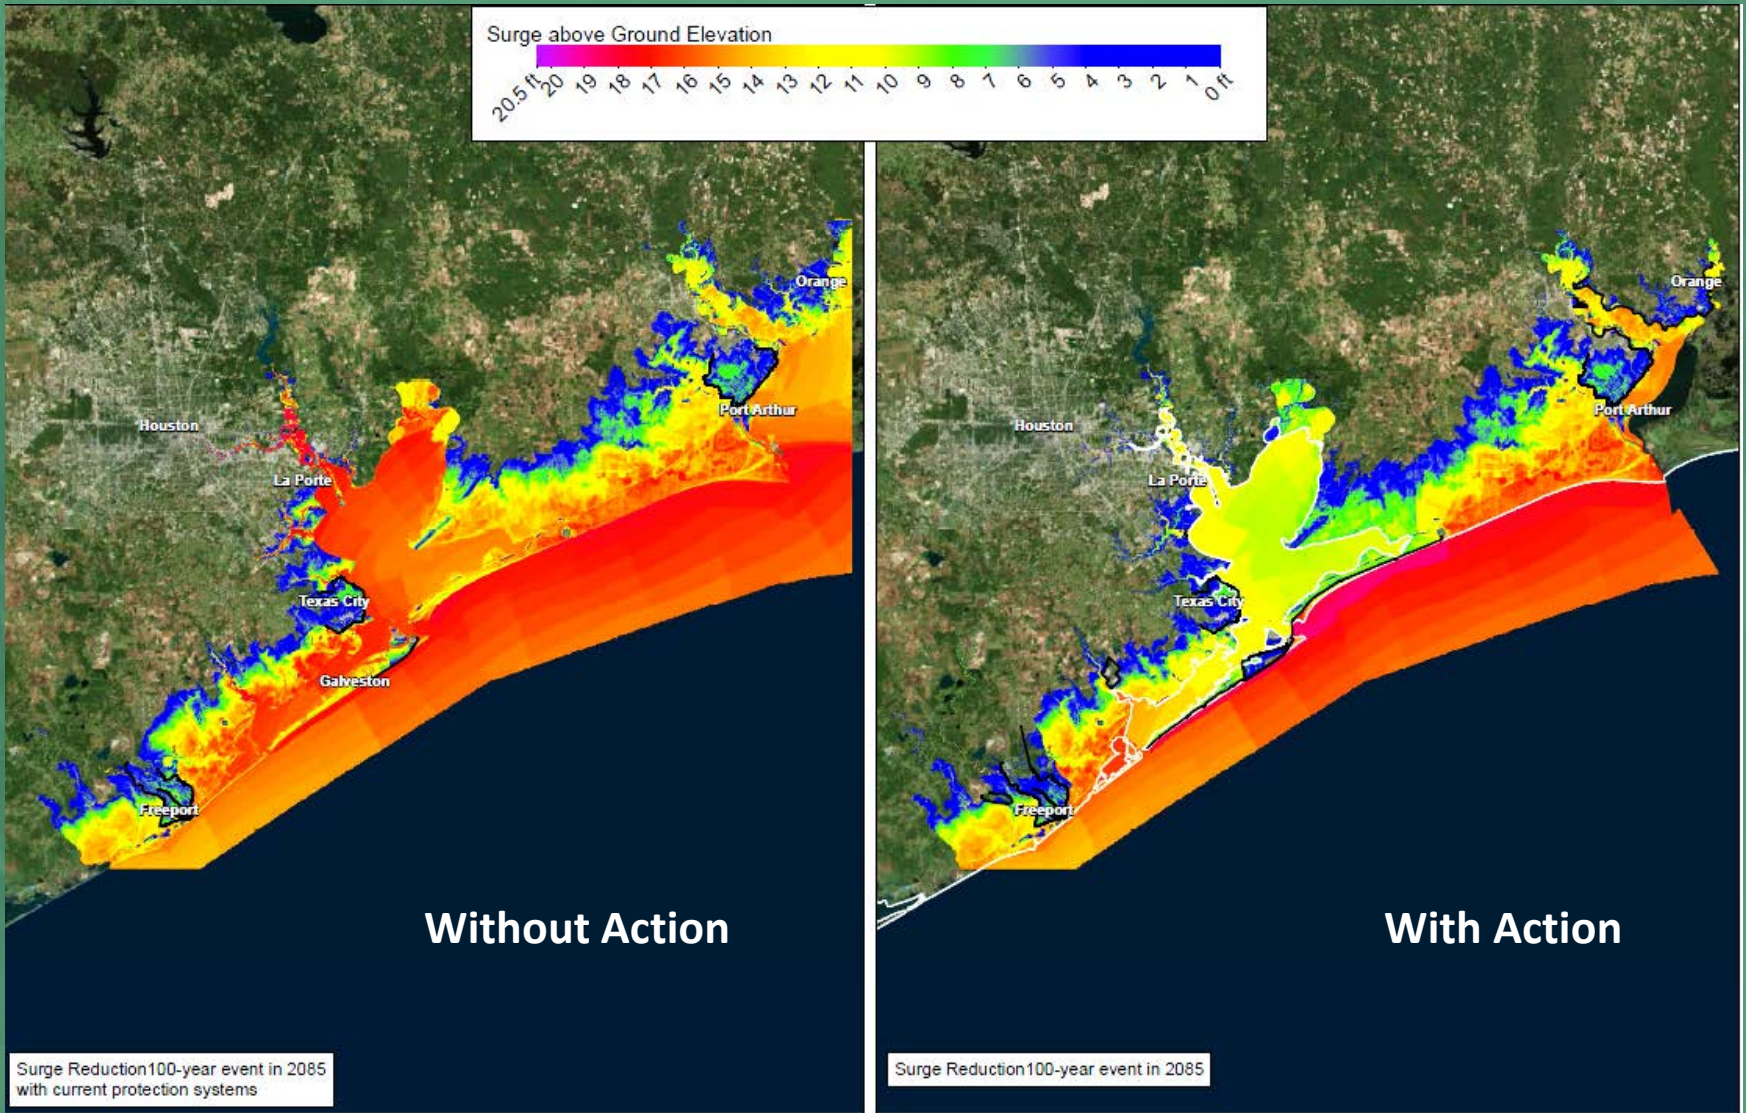 Surge above Ground Elevation
20.5 ft 20 19 18 17 16 15 14 13 12 11 10 9 8 7 6 5 4 3 2 1 0 ft
Orange
Port Arthur
Houston
La Porte
Texas City
Galveston
Freeport
Without Action
Surge Reduction100-year event in 2085
with current protection systems
Orange
Port Arthur
Houston
La Porte
Texas City
Freeport
With Action
Surge Reduction100-year event in 2085